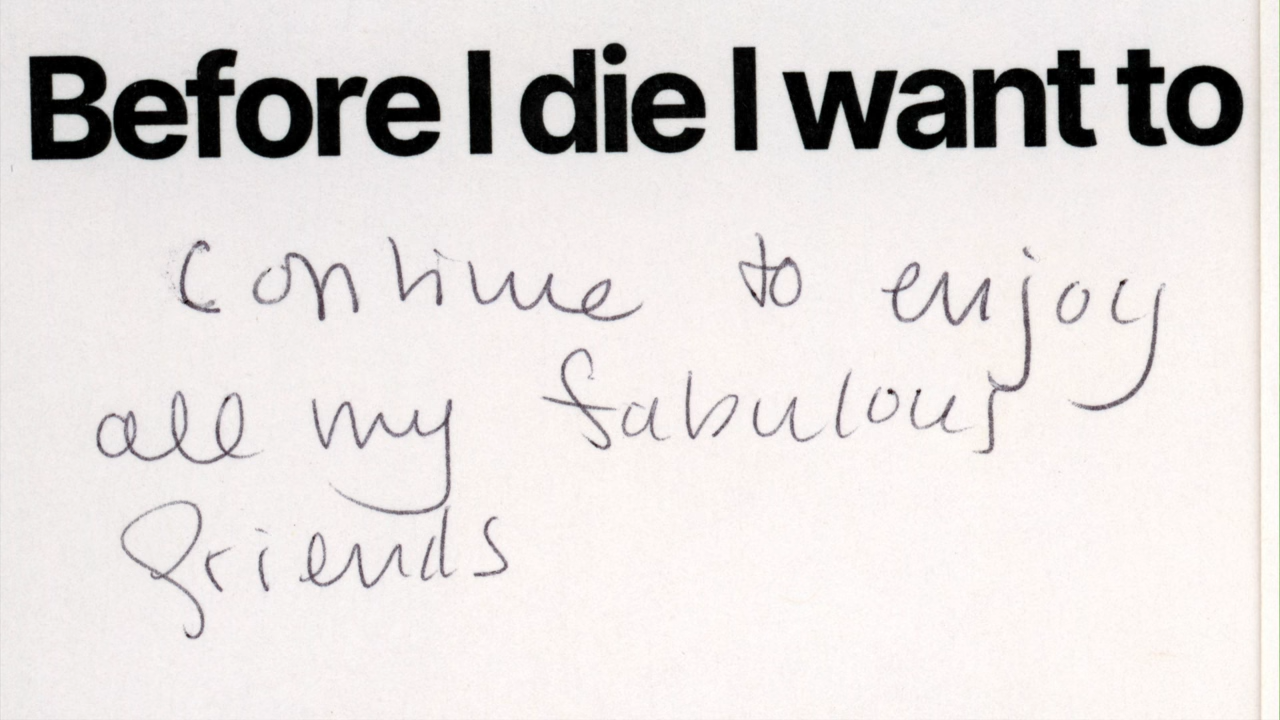 Before I die I want to
continue to enjoy
all my fabulous
friends